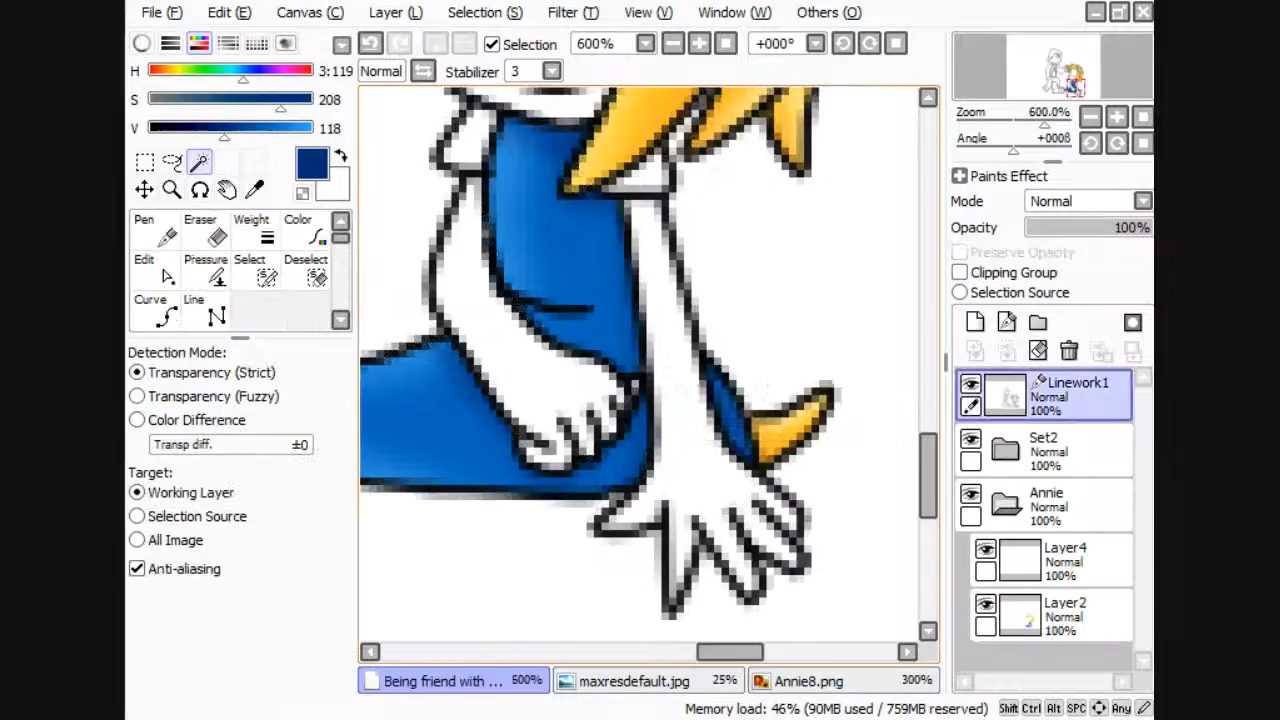 File (F) Edit (E) Canvas (C) Layer (L) Selection (S) Filter (T) View (V) Window (W) Others (O)
Selection 600% +000°
Normal Stabilizer 3
H 3:119
S 208
V 118
Zoom 600.0%
Angle +0008
Paints Effect
Mode Normal
Opacity 100%
Preserve Opacity
Clipping Group
Selection Source
Pen Eraser Weight Color
Edit Pressure Select Deselect
Curve Line
Detection Mode:
Transparency (Strict)
Transparency (Fuzzy)
Color Difference
Transp diff. ±0
Target:
Working Layer
Selection Source
All Image
Anti-aliasing
Linework1
Normal
100%
Set2
Normal
100%
Annie
Normal
100%
Layer4
Normal
100%
Layer2
Normal
100%
Being friend with ... 600% maxresdefault.jpg 25% Annie8.png 300%
Memory load: 46% (90MB used / 759MB reserved) Shift Ctrl Alt SPC Any